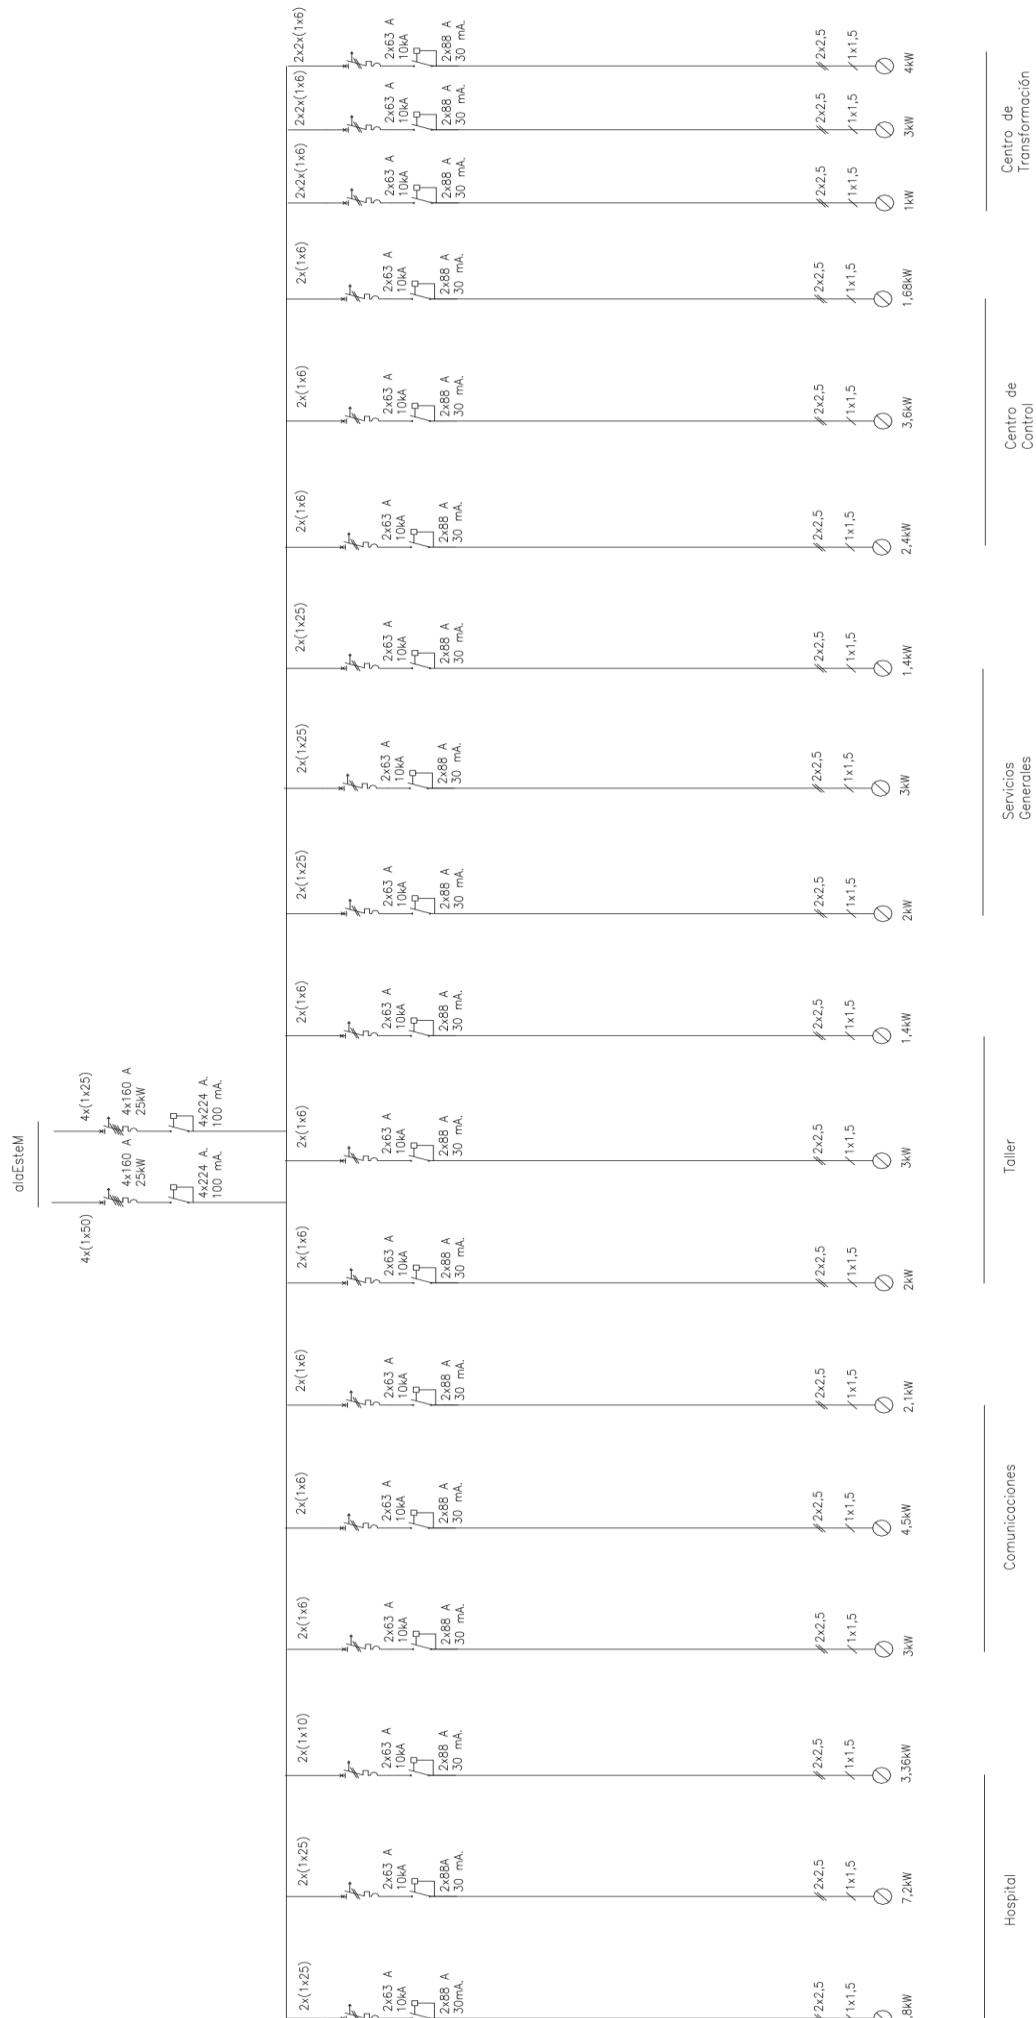 alaEsteM
4x(1x50)
4x160 A
25kW
4x224 A.
100 mA.
4x(1x25)
4x160 A
25kW
4x224 A.
100 mA.
2x2x(1x6)
2x63 A
10kA
2x88 A
30 mA.
2x2,5
1x1,5
4kW
2x2x(1x6)
2x63 A
10kA
2x88 A
30 mA.
2x2,5
1x1,5
3kW
2x2x(1x6)
2x63 A
10kA
2x88 A
30 mA.
2x2,5
1x1,5
1kW
Centro de
Transformación
2x(1x6)
2x63 A
10kA
2x88 A
30 mA.
2x2,5
1x1,5
1,68kW
2x(1x6)
2x63 A
10kA
2x88 A
30 mA.
2x2,5
1x1,5
3,6kW
2x(1x6)
2x63 A
10kA
2x88 A
30 mA.
2x2,5
1x1,5
2,4kW
Centro de
Control
2x(1x25)
2x63 A
10kA
2x88 A
30 mA.
2x2,5
1x1,5
1,4kW
2x(1x25)
2x63 A
10kA
2x88 A
30 mA.
2x2,5
1x1,5
3kW
2x(1x25)
2x63 A
10kA
2x88 A
30 mA.
2x2,5
1x1,5
2kW
Servicios
Generales
2x(1x6)
2x63 A
10kA
2x88 A
30 mA.
2x2,5
1x1,5
1,4kW
2x(1x6)
2x63 A
10kA
2x88 A
30 mA.
2x2,5
1x1,5
3kW
2x(1x6)
2x63 A
10kA
2x88 A
30 mA.
2x2,5
1x1,5
2kW
Taller
2x(1x6)
2x63 A
10kA
2x88 A
30 mA.
2x2,5
1x1,5
2,1kW
2x(1x6)
2x63 A
10kA
2x88 A
30 mA.
2x2,5
1x1,5
4,5kW
2x(1x6)
2x63 A
10kA
2x88 A
30 mA.
2x2,5
1x1,5
3kW
Comunicaciones
2x(1x10)
2x63 A
10kA
2x88 A
30 mA.
2x2,5
1x1,5
3,36kW
2x(1x25)
2x63 A
10kA
2x88A
30 mA.
2x2,5
1x1,5
7,2kW
2x(1x25)
2x63 A
10kA
2x88 A
30mA.
2x2,5
1x1,5
,8kW
Hospital